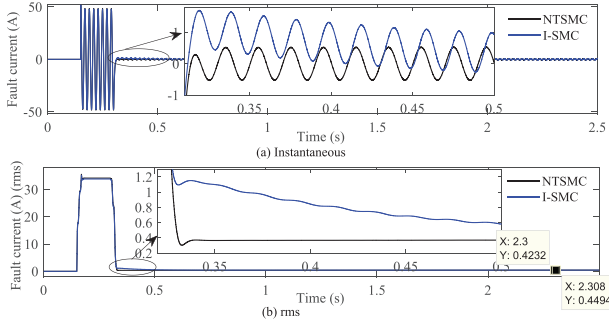 50
0
-50
Fault current (A)
1
0
-1
0.35
0.4
0.45
0.5
NTSMC
I-SMC
0
0.5
1
1.5
2
2.5
Time (s)
(a) Instantaneous
30
20
10
0
Fault current (A) (rms)
1.2
1
0.8
0.6
0.4
0.2
0.35
0.4
0.45
0.5
NTSMC
I-SMC
X: 2.3
Y: 0.4232
X: 2.308
Y: 0.4494
0
0.5
1
1.5
2
Time (s)
(b) rms